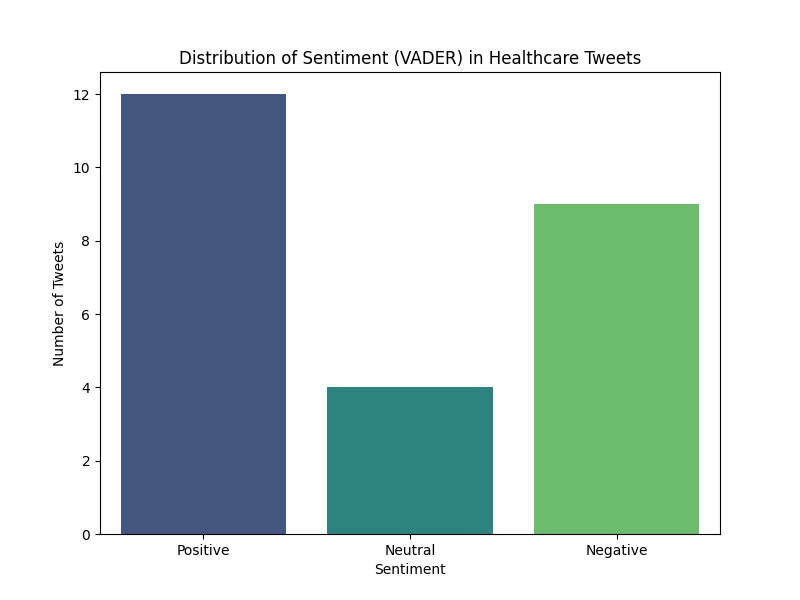 Distribution of Sentiment (VADER) in Healthcare Tweets
Number of Tweets
12
10
8
6
4
2
0
Positive
Neutral
Negative
Sentiment